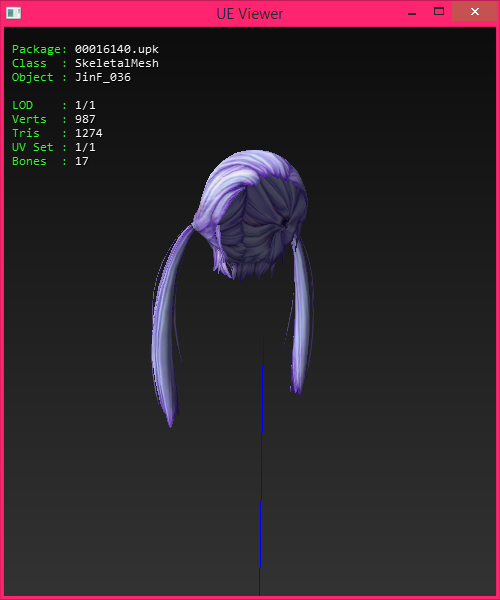 UE Viewer
Package: 00016140.upk
Class : SkeletalMesh
Object : JinF_036
LOD : 1/1
Verts : 987
Tris : 1274
UV Set : 1/1
Bones : 17